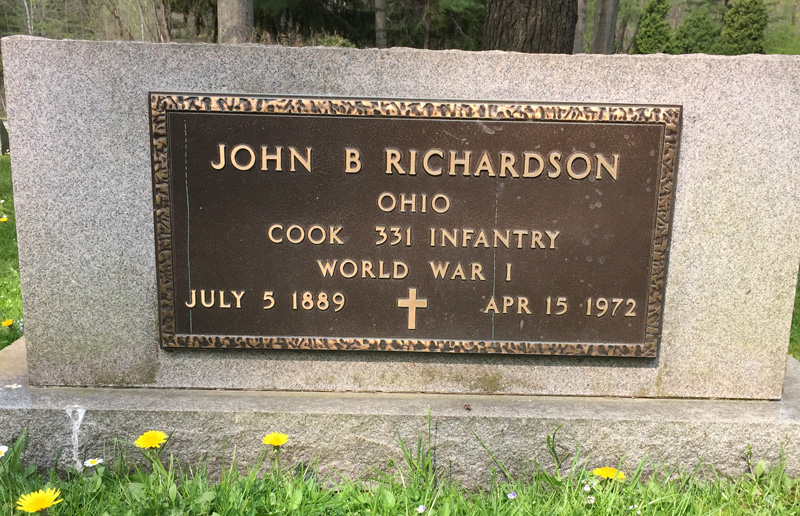 JOHN B RICHARDSON
OHIO
COOK 331 INFANTRY
WORLD WAR I
JULY 5 1889 APR 15 1972